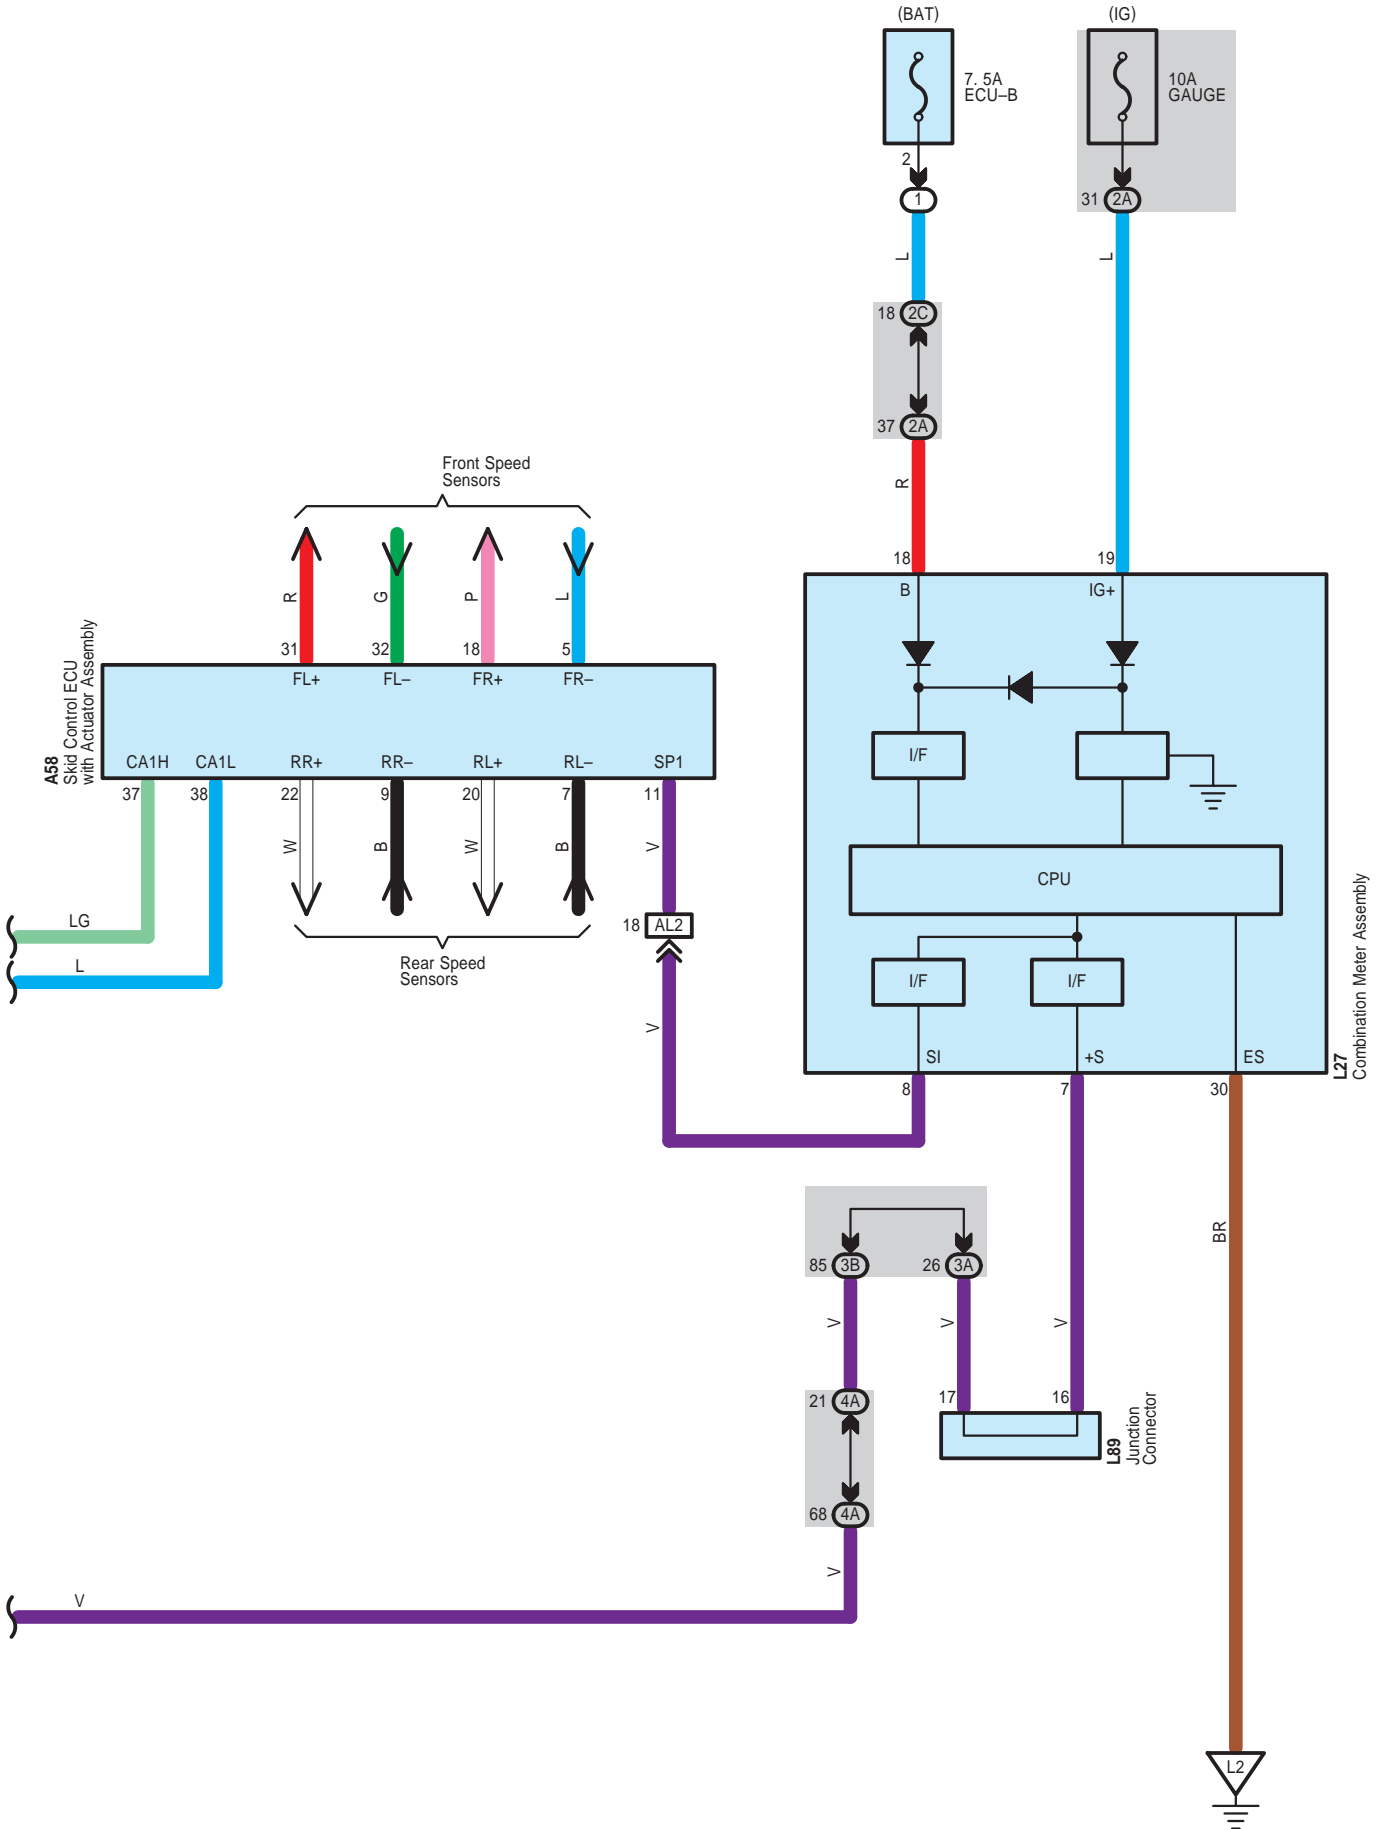 (BAT)
(IG)
7. 5A
ECU–B
10A
GAUGE
2
1
31
2A
L
L
18
2C
37
2A
R
Front Speed
Sensors
R
G
P
L
18
19
B
IG+
31
32
18
5
FL+
FL–
FR+
FR–
A58
Skid Control ECU
with Actuator Assembly
CA1H
CA1L
RR+
RR–
RL+
RL–
SP1
37
38
22
9
20
7
11
W
B
W
B
V
I/F
CPU
LG
L
Rear Speed
Sensors
18
AL2
V
I/F
I/F
SI
+S
ES
L27
Combination Meter Assembly
8
7
30
BR
85
3B
26
3A
V
V
V
21
4A
17
16
L89
Junction
Connector
68
4A
V
V
L2